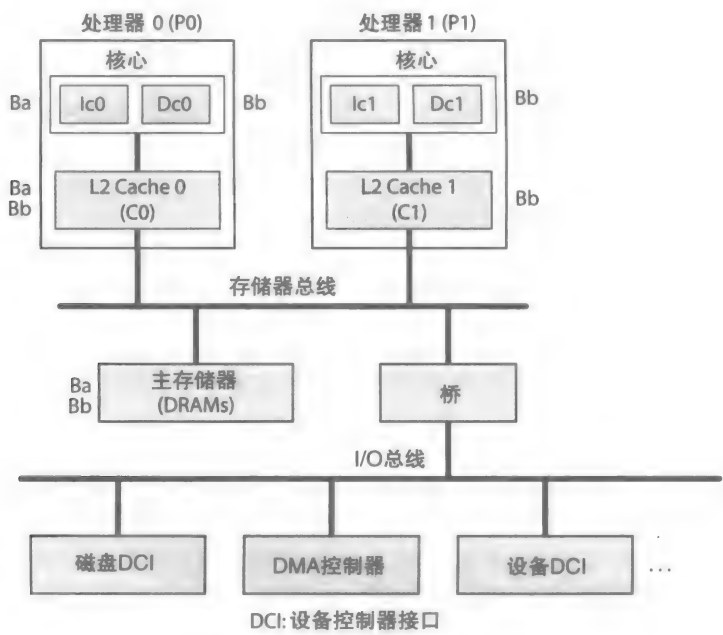 处理器 0 (P0)
处理器 1 (P1)
核心
核心
Ba
Ic0
Dc0
Bb
Ic1
Dc1
Bb
Ba
Bb
L2 Cache 0
(C0)
L2 Cache 1
(C1)
Bb
存储器总线
Ba
Bb
主存储器
(DRAMs)
桥
I/O总线
磁盘DCI
DMA控制器
设备DCI
...
DCI: 设备控制器接口